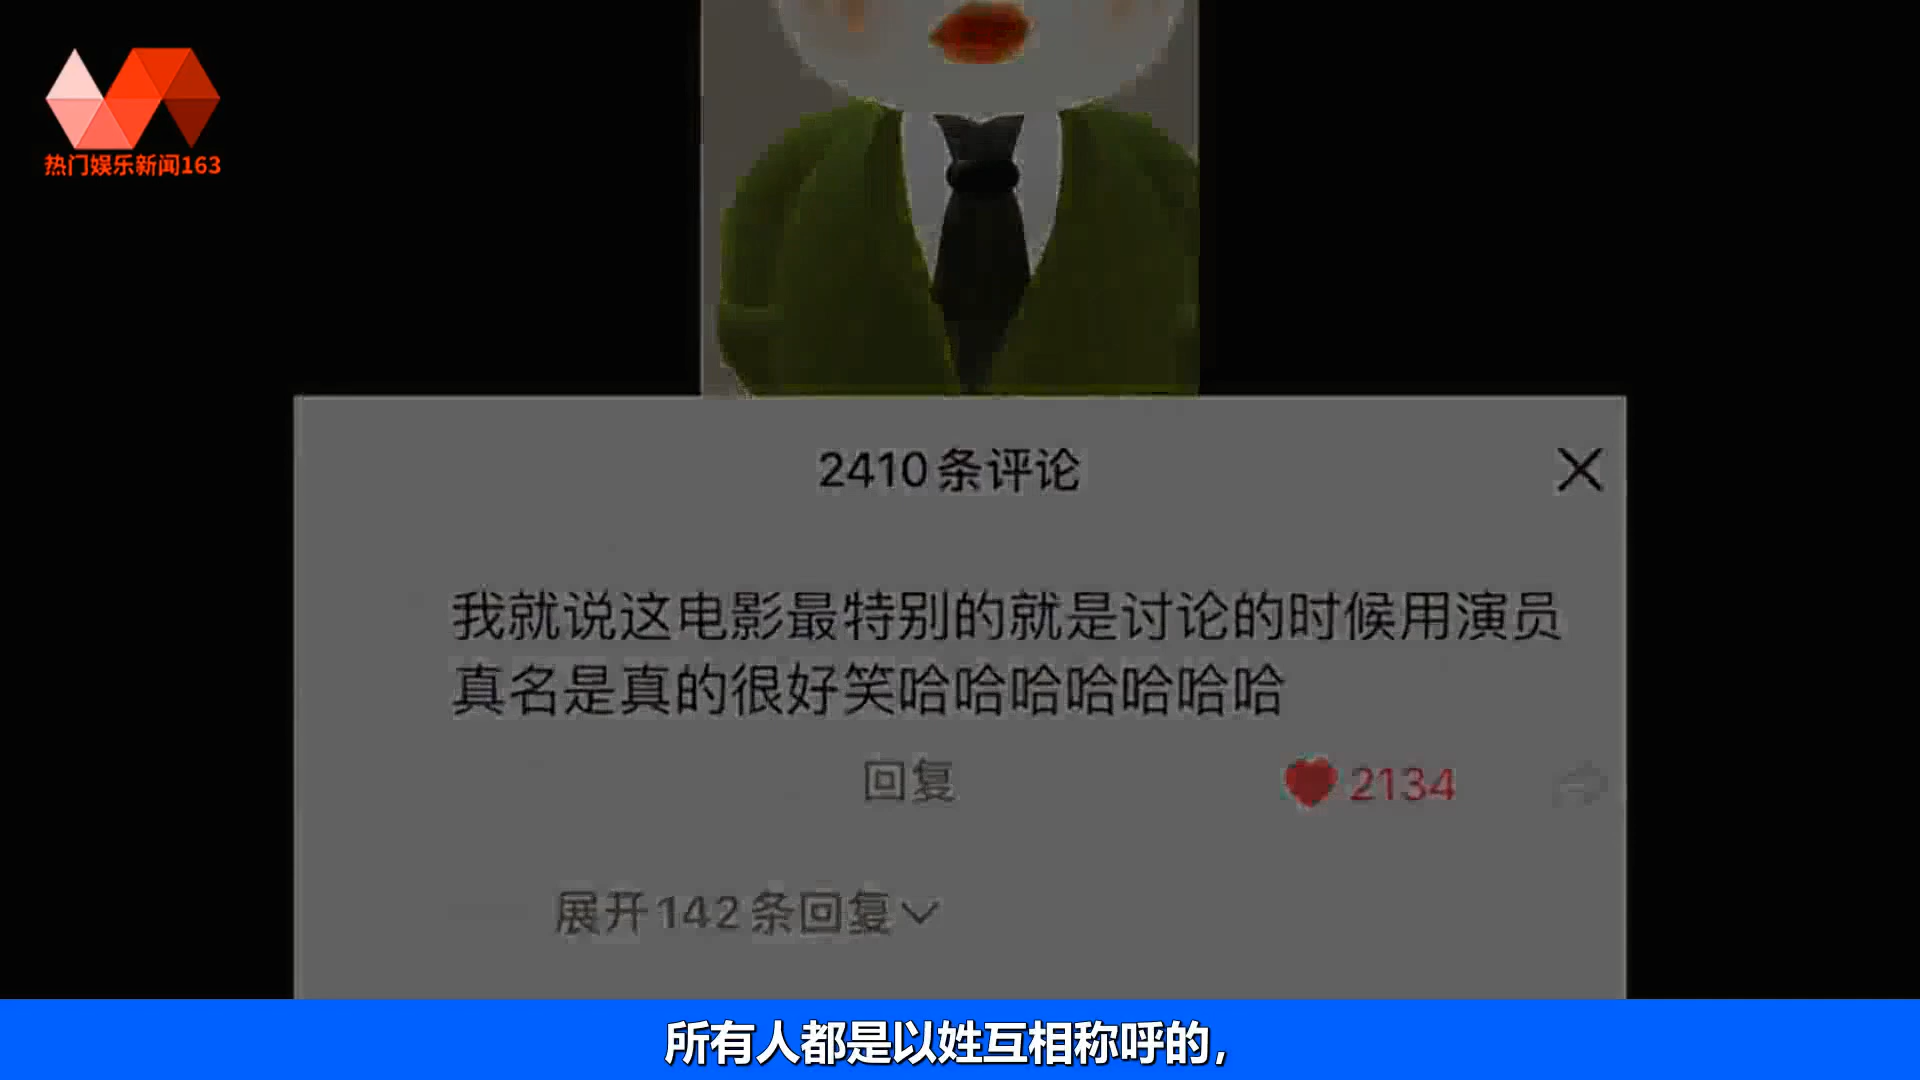 热门娱乐新闻163
2410条评论
我就说这电影最特别的就是讨论的时候用演员
真名是真的很好笑哈哈哈哈哈哈哈
回复
2134
展开142条回复
所有人都是以姓互相称呼的，